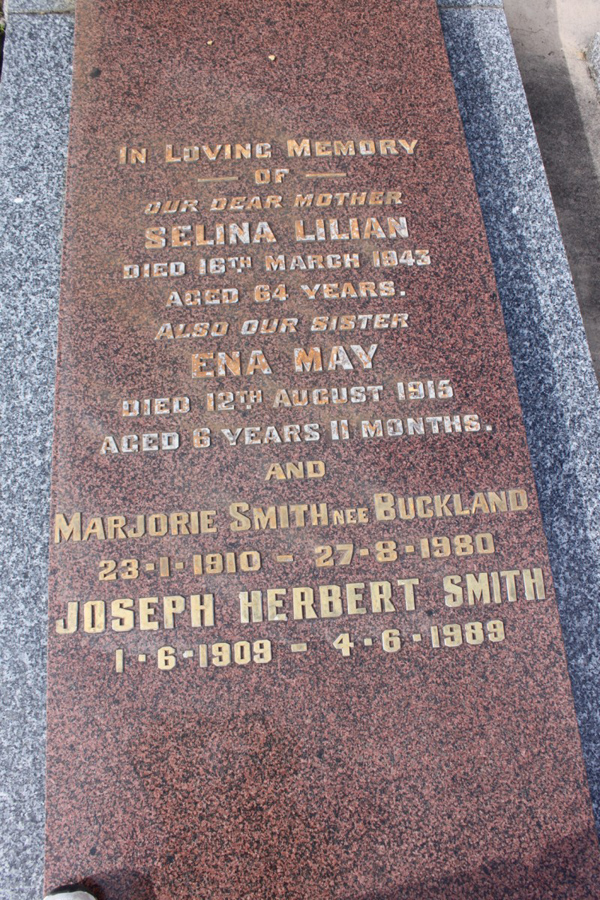 IN LOVING MEMORY
— OF —
OUR DEAR MOTHER
SELINA LILIAN
DIED 16TH MARCH 1943
AGED 64 YEARS.
ALSO OUR SISTER
ENA MAY
DIED 12TH AUGUST 1915
AGED 6 YEARS 11 MONTHS.
AND
MARJORIE SMITH NEE BUCKLAND
23·1·1910 – 27·8·1980
JOSEPH HERBERT SMITH
1·6·1909 – 4·6·1989